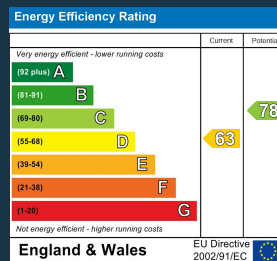 Energy Efficiency Rating
Current Potentia
Very energy efficient - lower running costs
(92 plus) A
(81-91) B
(69-80) C
78
(55-68) D
63
(39-54) E
(21-38) F
(1-20) G
Not energy efficient - higher running costs
England & Wales
EU Directive
2002/91/EC